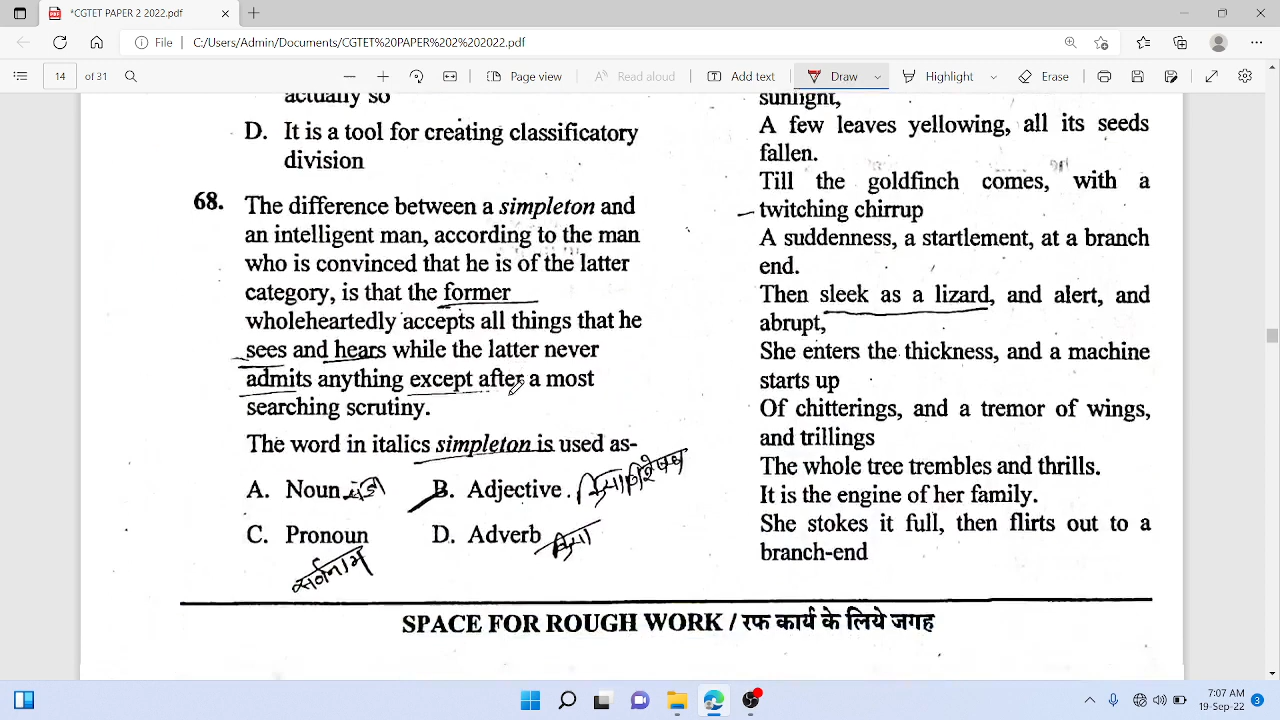 *CGTET PAPER 2 2022.pdf
File
C:/Users/Admin/Documents/CGTET%20PAPER%202%202022.pdf
14 of 31
Page view
Read aloud
Add text
Draw
Highlight
Erase
actually so
D. It is a tool for creating classificatory
division
68. The difference between a simpleton and
an intelligent man, according to the man
who is convinced that he is of the latter
category, is that the former
wholeheartedly accepts all things that he
sees and hears while the latter never
admits anything except after a most
searching scrutiny.
The word in italics simpleton is used as-
A. Noun
B. Adjective . क्रियाविशेषण
C. Pronoun
D. Adverb क्रिया
सर्वनाम
sunlight,
A few leaves yellowing, all its seeds
fallen.
Till the goldfinch comes, with a
twitching chirrup
A suddenness, a startlement, at a branch
end.
Then sleek as a lizard, and alert, and
abrupt,
She enters the thickness, and a machine
starts up
Of chitterings, and a tremor of wings,
and trillings
The whole tree trembles and thrills.
It is the engine of her family.
She stokes it full, then flirts out to a
branch-end
SPACE FOR ROUGH WORK / रफ कार्य के लिये जगह
7:07 AM
19-Sep-22
3